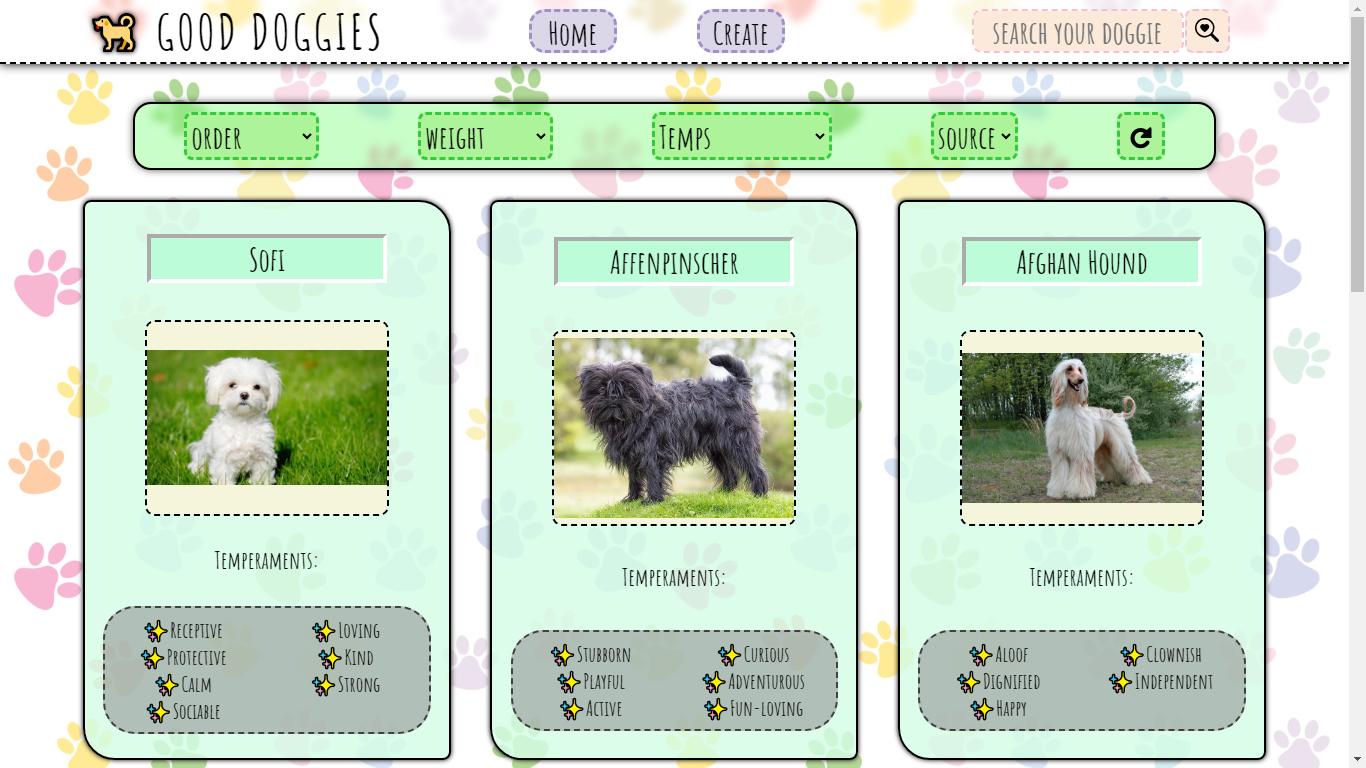 GOOD DOGGIES
Home
Create
SEARCH YOUR DOGGIE
ORDER
WEIGHT
Temps
SOURCE
Sofi
Affenpinscher
Afghan Hound
Temperaments:
Receptive
Loving
Protective
Kind
Calm
Strong
Sociable
Temperaments:
Stubborn
Curious
Playful
Adventurous
Active
Fun-loving
Temperaments:
Aloof
Clownish
Dignified
Independent
Happy